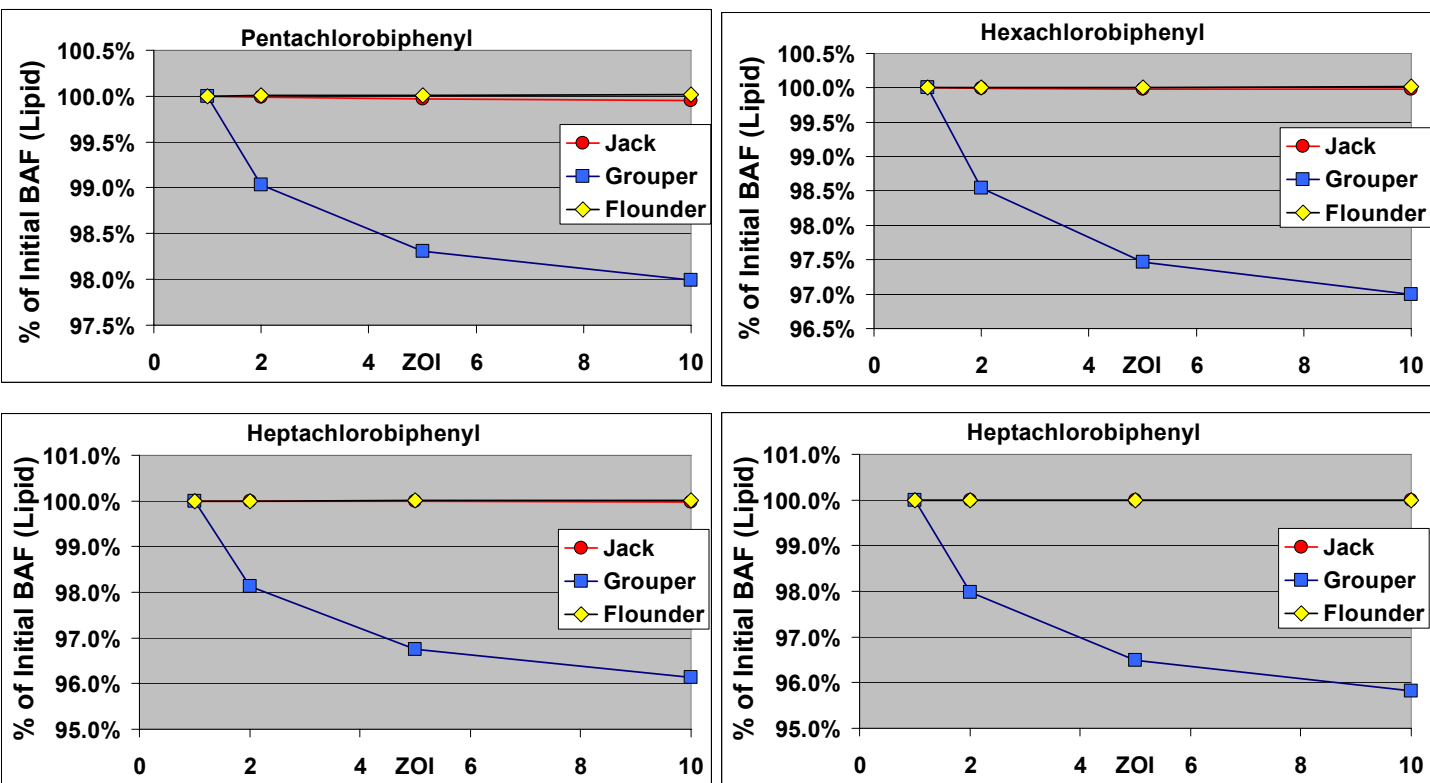 Pentachlorobiphenyl
% of Initial BAF (Lipid)
100.5%
100.0%
99.5%
99.0%
98.5%
98.0%
97.5%
Jack
Grouper
Flounder
0 2 4 ZOI 6 8 10
Hexachlorobiphenyl
% of Initial BAF (Lipid)
100.5%
100.0%
99.5%
99.0%
98.5%
98.0%
97.5%
97.0%
96.5%
Jack
Grouper
Flounder
0 2 4 ZOI 6 8 10
Heptachlorobiphenyl
% of Initial BAF (Lipid)
101.0%
100.0%
99.0%
98.0%
97.0%
96.0%
95.0%
Jack
Grouper
Flounder
0 2 4 ZOI 6 8 10
Heptachlorobiphenyl
% of Initial BAF (Lipid)
101.0%
100.0%
99.0%
98.0%
97.0%
96.0%
95.0%
Jack
Grouper
Flounder
0 2 4 ZOI 6 8 10